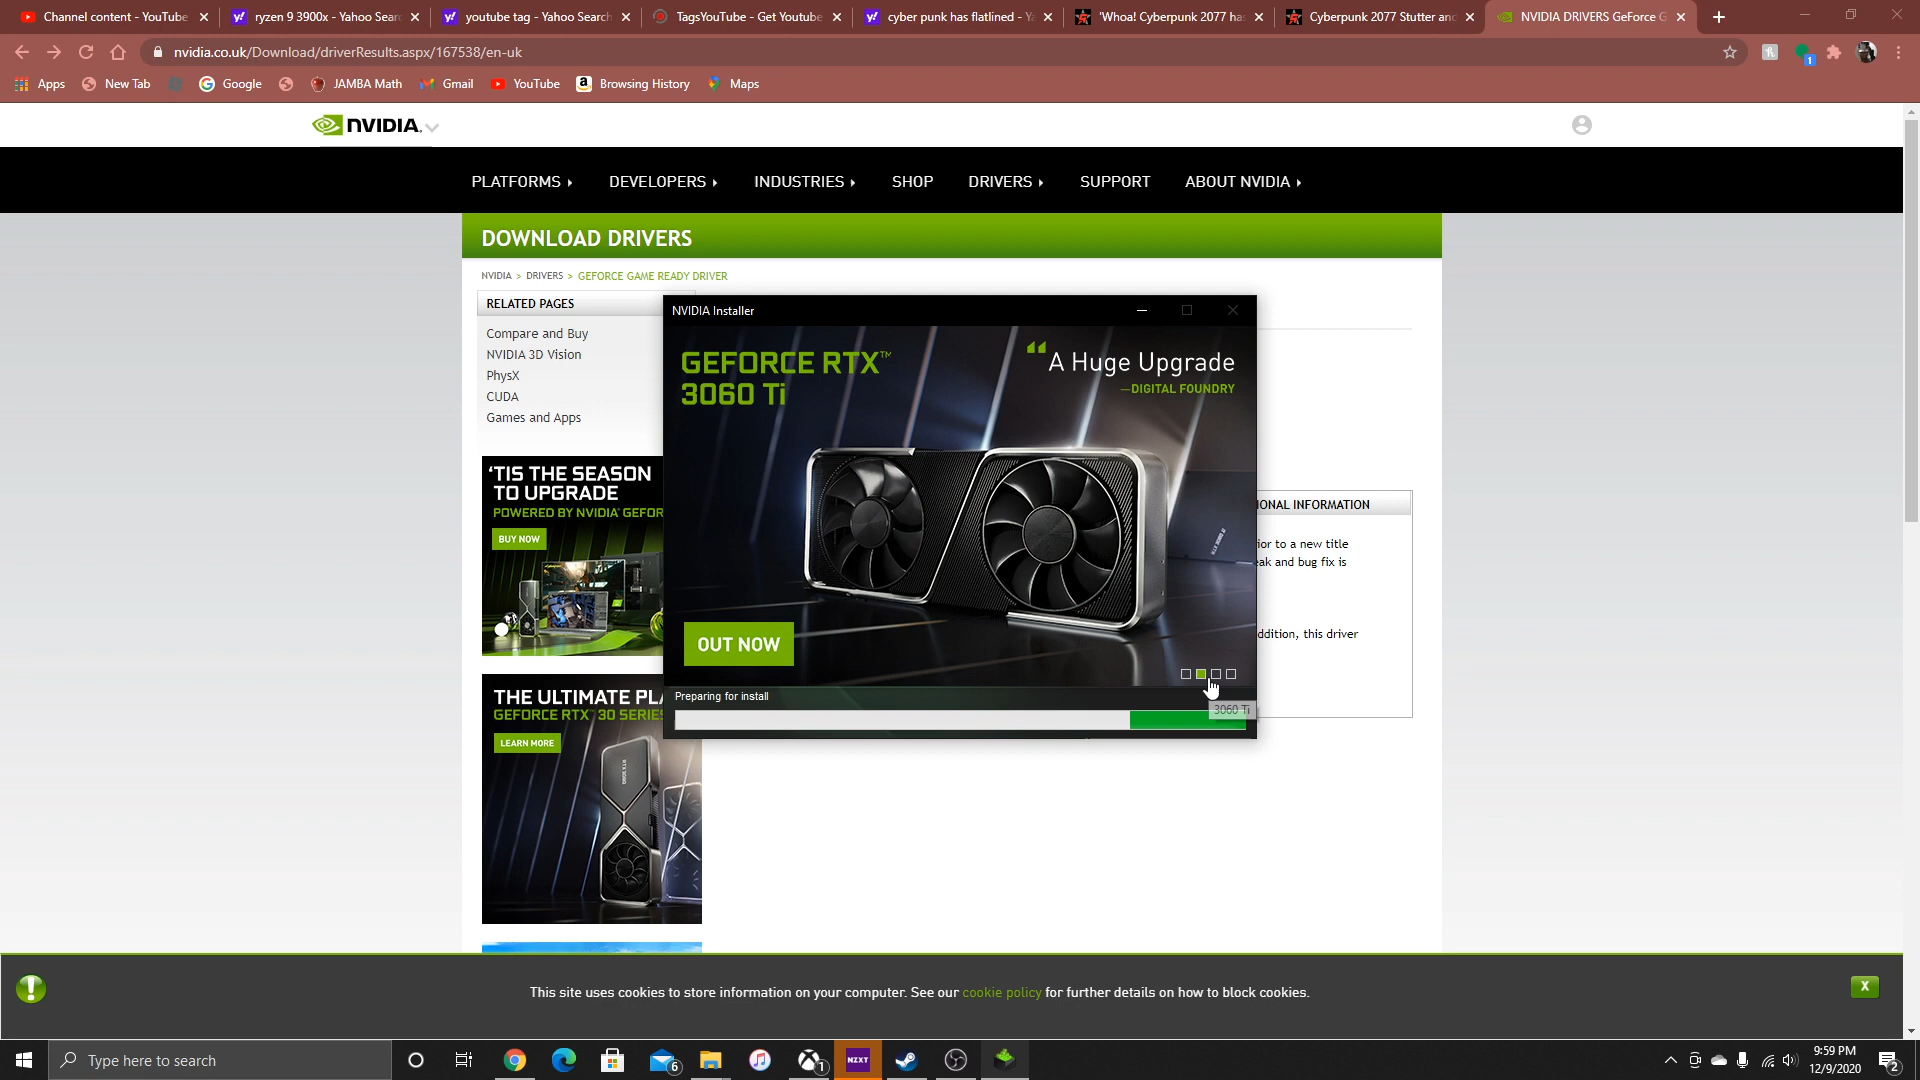 Channel content - YouTube
ryzen 9 3900x - Yahoo Sear
youtube tag - Yahoo Search
TagsYouTube - Get Youtube
cyber punk has flatlined - Y
'Whoa! Cyberpunk 2077 ha
Cyberpunk 2077 Stutter and
NVIDIA DRIVERS GeForce G
nvidia.co.uk/Download/driverResults.aspx/167538/en-uk
1
Apps
New Tab
Google
JAMBA Math
Gmail
YouTube
Browsing History
Maps
NVIDIA.
PLATFORMS
DEVELOPERS
INDUSTRIES
SHOP
DRIVERS
SUPPORT
ABOUT NVIDIA
DOWNLOAD DRIVERS
NVIDIA > DRIVERS > GEFORCE GAME READY DRIVER
RELATED PAGES
Compare and Buy
NVIDIA 3D Vision
PhysX
CUDA
Games and Apps
'TIS THE SEASON
TO UPGRADE
POWERED BY NVIDIA GEFOR
BUY NOW
THE ULTIMATE PL
GEFORCE RTX 30 SERIES
LEARN MORE
NVIDIA Installer
GEFORCE RTX™
3060 Ti
“A Huge Upgrade
—DIGITAL FOUNDRY
OUT NOW
Preparing for install
3060 Ti
IONAL INFORMATION
ior to a new title
eak and bug fix is
ddition, this driver
This site uses cookies to store information on your computer. See our cookie policy for further details on how to block cookies.
X
Type here to search
6
1
NZXT
9:59 PM
12/9/2020
2